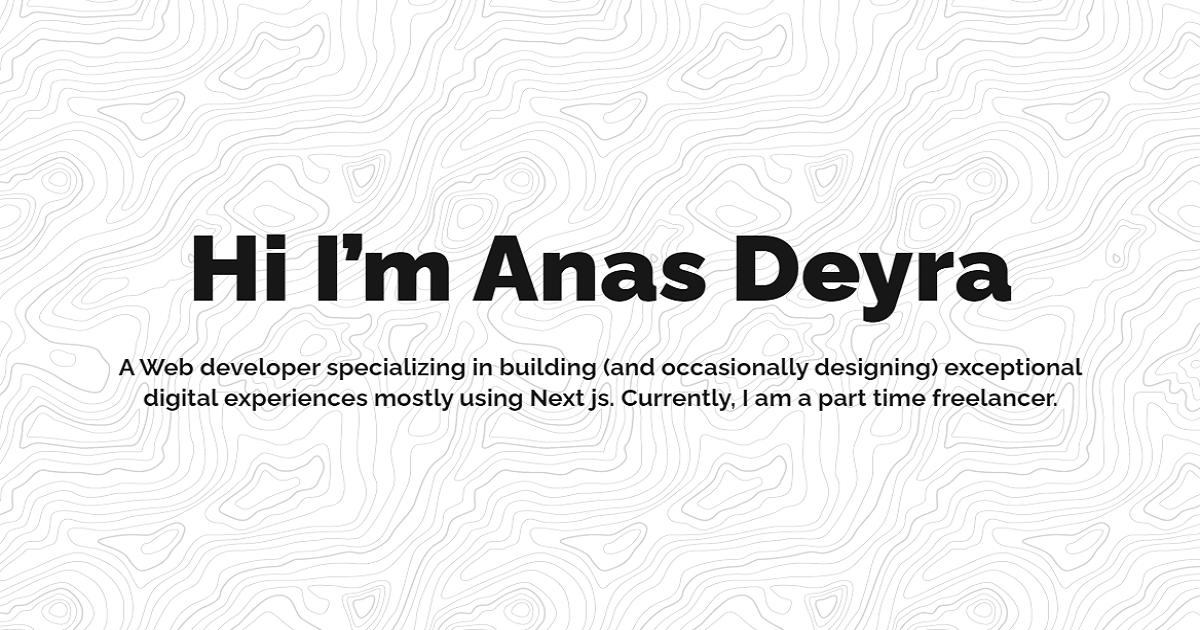 Hi I’m Anas Deyra
A Web developer specializing in building (and occasionally designing) exceptional
digital experiences mostly using Next js. Currently, I am a part time freelancer.